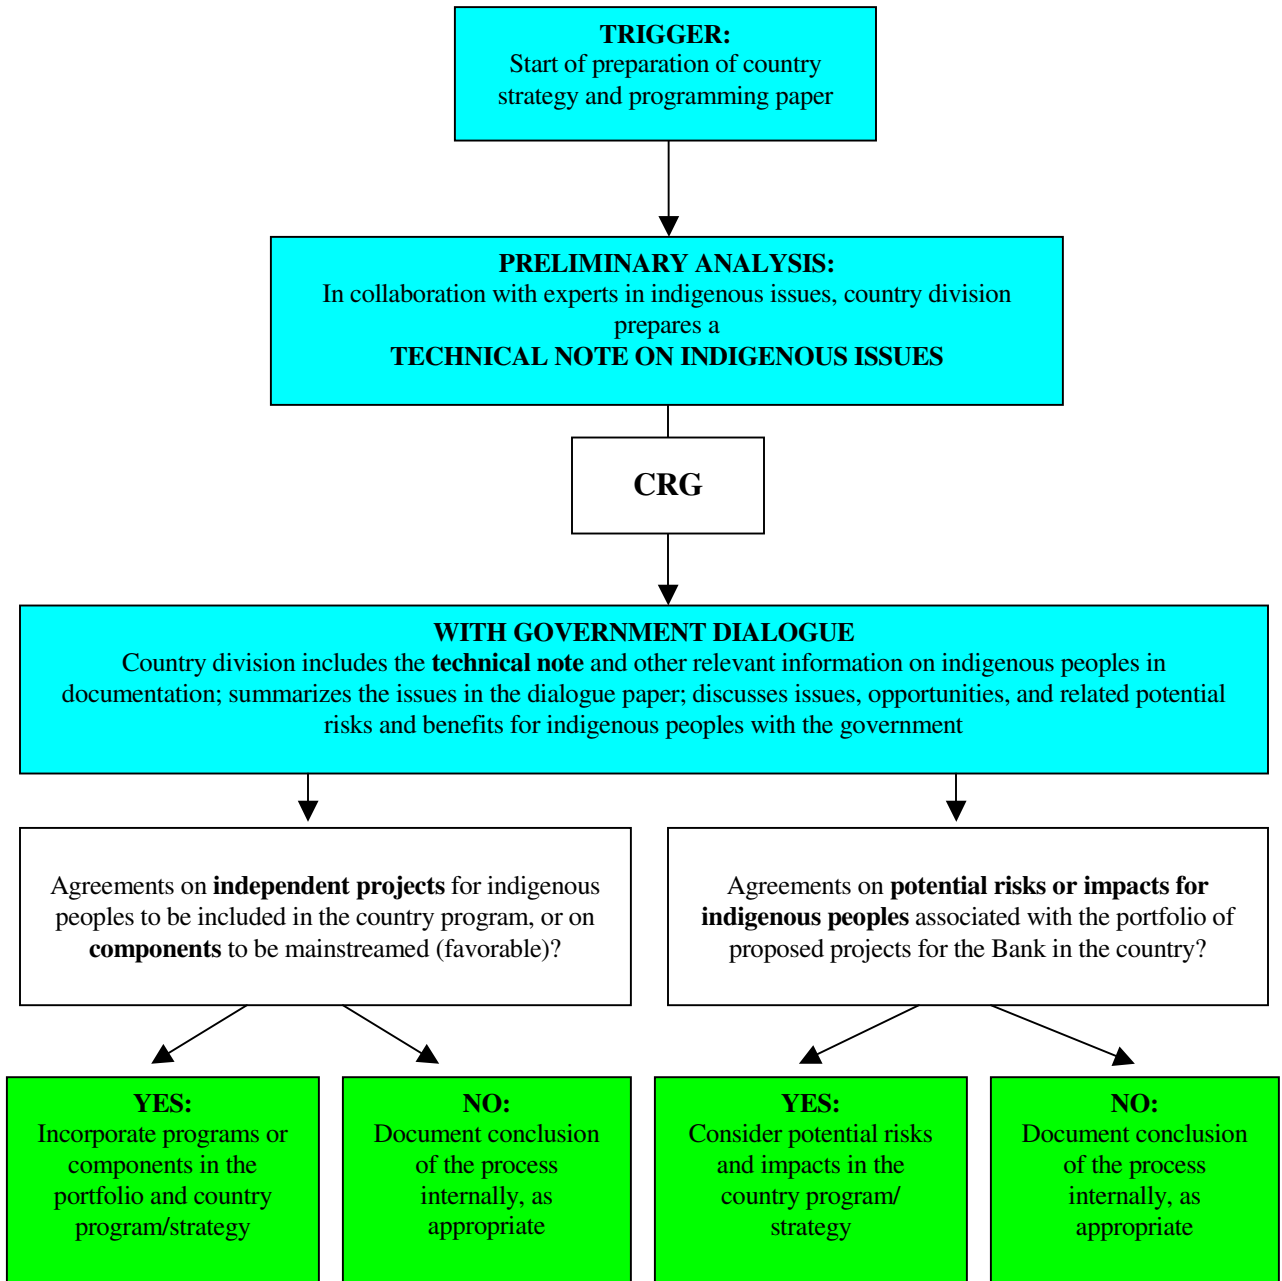 TRIGGER:
Start of preparation of country
strategy and programming paper
PRELIMINARY ANALYSIS:
In collaboration with experts in indigenous issues, country division
prepares a
TECHNICAL NOTE ON INDIGENOUS ISSUES
CRG
WITH GOVERNMENT DIALOGUE
Country division includes the technical note and other relevant information on indigenous peoples in
documentation; summarizes the issues in the dialogue paper; discusses issues, opportunities, and related potential
risks and benefits for indigenous peoples with the government
Agreements on independent projects for indigenous
peoples to be included in the country program, or on
components to be mainstreamed (favorable)?
Agreements on potential risks or impacts for
indigenous peoples associated with the portfolio of
proposed projects for the Bank in the country?
YES:
Incorporate programs or
components in the
portfolio and country
program/strategy
NO:
Document conclusion
of the process
internally, as
appropriate
YES:
Consider potential risks
and impacts in the
country program/
strategy
NO:
Document conclusion
of the process
internally, as
appropriate